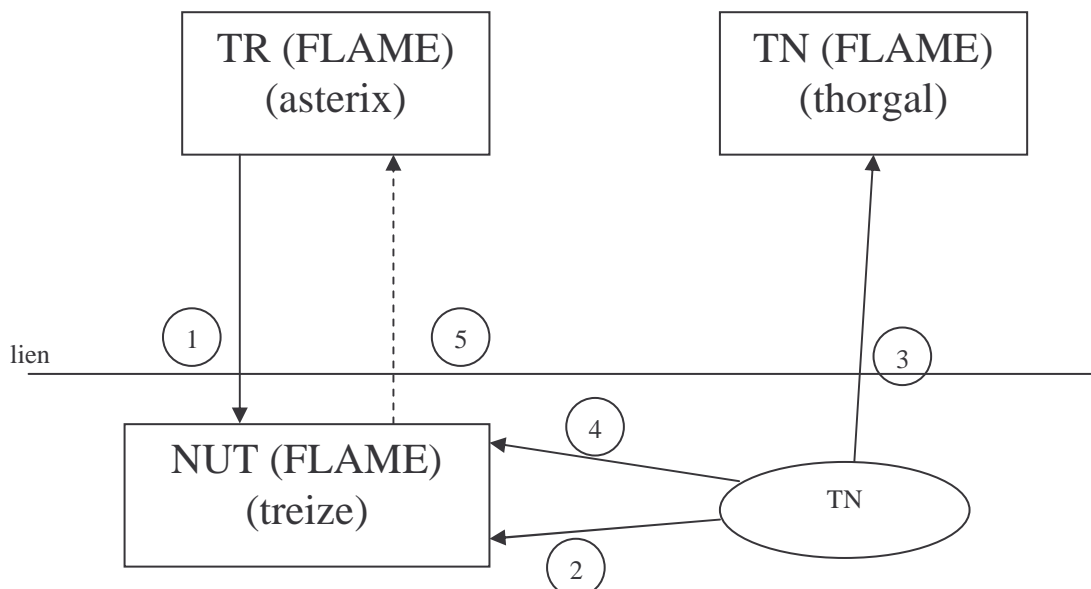 TR (FLAME)
(asterix)
TN (FLAME)
(thorgal)
1
5
3
lien
4
NUT (FLAME)
(treize)
TN
2